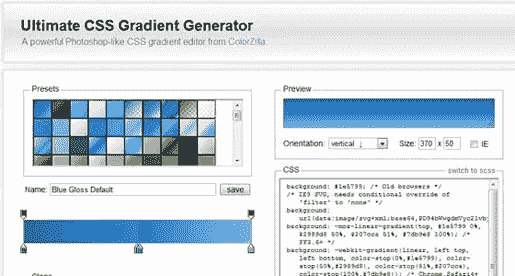 Ultimate CSS Gradient Generator
A powerful Photoshop-like CSS gradient editor from ColorZilla
Presets
Name: Blue Gloss Default save
Stops
Preview
Orientation: vertical ↓ Size: 370 x 50 IE
CSS switch to scss
background: #1e5799; /* Old browsers */
/* IE9 SVG, needs conditional override of
'filter' to 'none' */
background:
url(data:image/svg+xml;base64,
background: -moz-linear-gradient(top, #1e5799 0%,
#2989d8 50%, #207cca 51%, #7db9e8 100%); /*
FF3.6+ */
background: -webkit-gradient(linear, left top,
left bottom, color-stop(0%,#1e5799), color-
stop(50%,#2989d8), color-stop(51%,#207cca),
color-stop(100%,#7db9e8)); /* Chrome,Safari4+